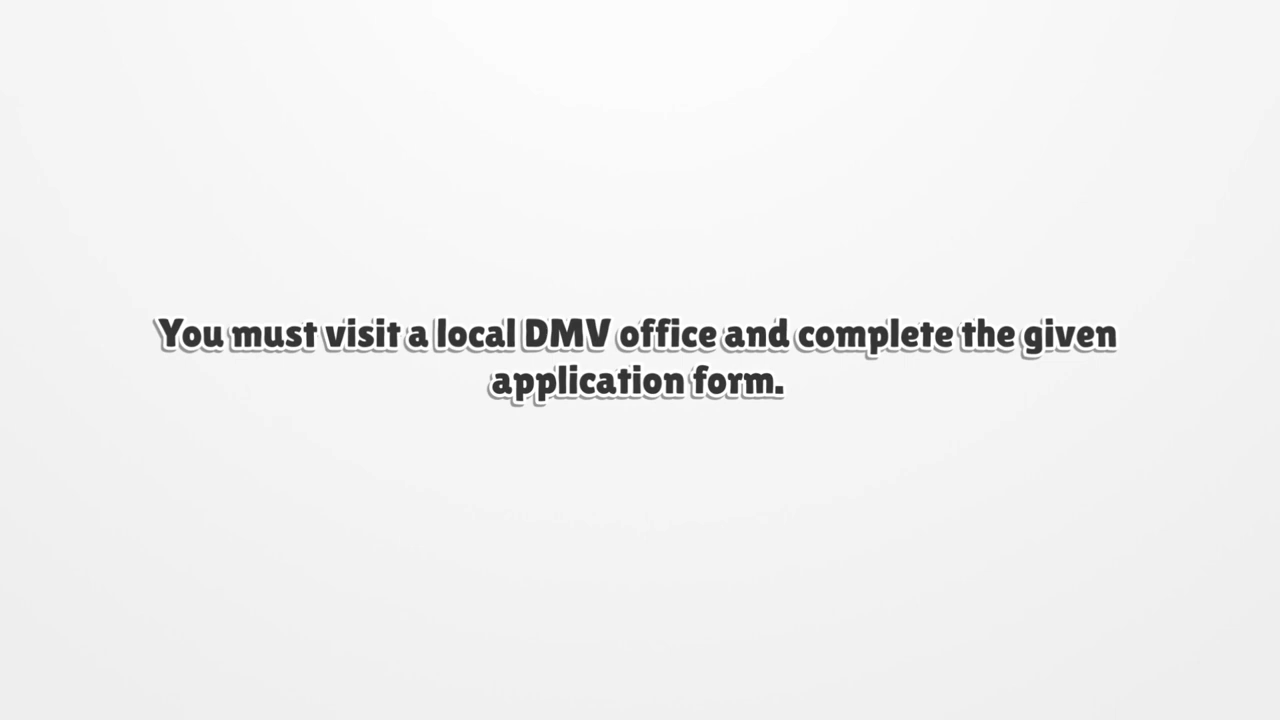 You must visit a local DMV office and complete the given
application form.